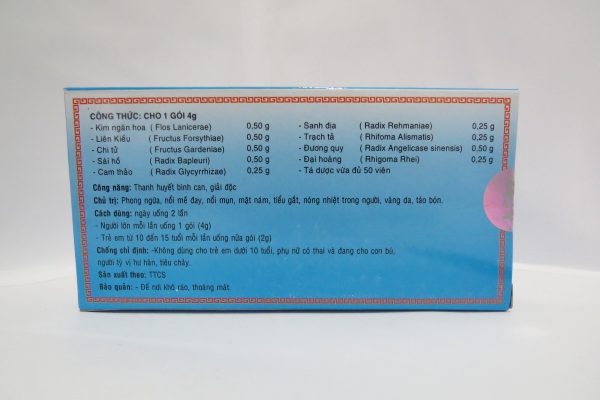 CÔNG THỨC: CHO 1 GÓI 4g
- Kim ngân hoa ( Flos Lanicerae) 0,50 g - Sanh địa ( Radix Rehmaniae) 0,25 g
- Liên Kiều ( Fructus Forsythiae) 0,50 g - Trạch tả ( Rhifoma Alismatis) 0,25 g
- Chi tử ( Fructus Gardeniae) 0,50 g - Đương quy ( Radix Angelicase sinensis) 0,50 g
- Sài hồ ( Radix Bapleuri) 0,50 g - Đại hoàng ( Rhigoma Rhei) 0,25 g
- Cam thảo ( Radix Glycyrrhizae) 0,25 g - Tá dược vừa đủ 50 viên
Công năng: Thanh huyết bình can, giải độc
Chủ trị: Phong ngứa, nổi mề đay, nổi mụn, mặt nám, tiểu gắt, nóng nhiệt trong người, vàng da, táo bón.
Cách dùng: ngày uống 2 lần
- Người lớn mỗi lần uống 1 gói (4g)
- Trẻ em từ 10 đến 15 tuổi mỗi lần uống nửa gói (2g)
Chống chỉ định: -Không dùng cho trẻ em dưới 10 tuổi, phụ nữ có thai và đang cho con bú,
người tỳ vị hư hàn, tiêu chảy.
Sản xuất theo: TTCS
Bảo quản: - Để nơi khô ráo, thoáng mát.